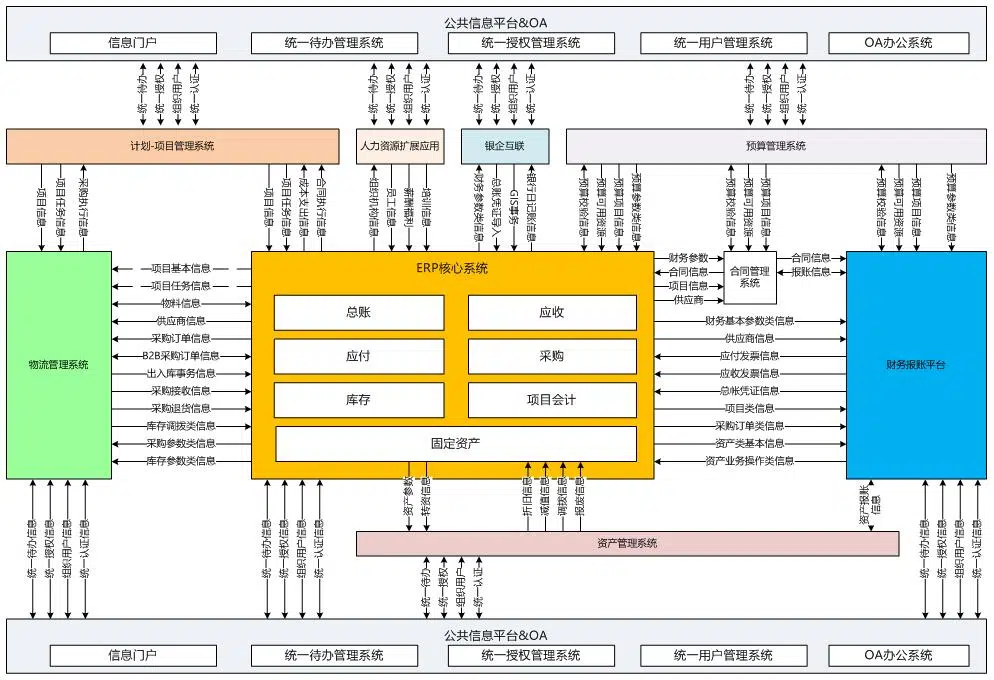 公共信息平台&OA
信息门户
统一待办管理系统
统一授权管理系统
统一用户管理系统
OA办公系统
统一待办
统一授权
组织用户
统一认证
统一待办
统一授权
组织用户
统一认证
统一待办
统一授权
组织用户
统一认证
统一待办
统一授权
组织用户
统一认证
计划-项目管理系统
人力资源扩展应用
银企互联
预算管理系统
项目信息
项目任务信息
采购执行信息
项目信息
项目任务信息
成本支出信息
合同执行信息
组织机构信息
员工信息
薪酬福利
培训信息
财务参数类信息
总账凭证导入
GIS事务
银行日记账信息
预算校验信息
预算可用资源
预算项目信息
预算参数类信息
预算校验信息
预算可用资源
预算项目信息
预算校验信息
预算可用资源
预算项目信息
预算参数类信息
物流管理系统
项目基本信息
项目任务信息
物料信息
供应商信息
采购订单信息
B2B采购订单信息
出入库事务信息
采购接收信息
采购退货信息
库存调拨类信息
采购参数类信息
库存参数类信息
ERP核心系统
总账
应收
应付
采购
库存
项目会计
固定资产
财务参数
合同信息
项目信息
供应商
合同管理
系统
合同信息
报账信息
财务基本参数类信息
供应商信息
应付发票信息
应收发票信息
总帐凭证信息
项目类信息
采购订单类信息
资产类基本信息
资产业务操作类信息
财务报账平台
资产参数
转资信息
折旧信息
减值信息
调拨信息
报废信息
资产报账
信息
资产管理系统
统一待办信息
统一授权信息
组织用户信息
统一认证信息
统一待办信息
统一授权信息
组织用户信息
统一认证信息
统一待办
统一授权
组织用户
统一认证
统一待办信息
统一授权信息
组织用户信息
统一认证信息
公共信息平台&OA
信息门户
统一待办管理系统
统一授权管理系统
统一用户管理系统
OA办公系统